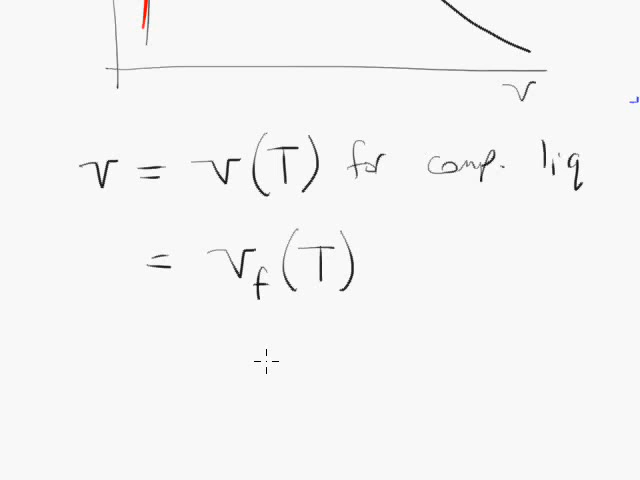 v
v = v(T) for comp. liq
= v_f(T)